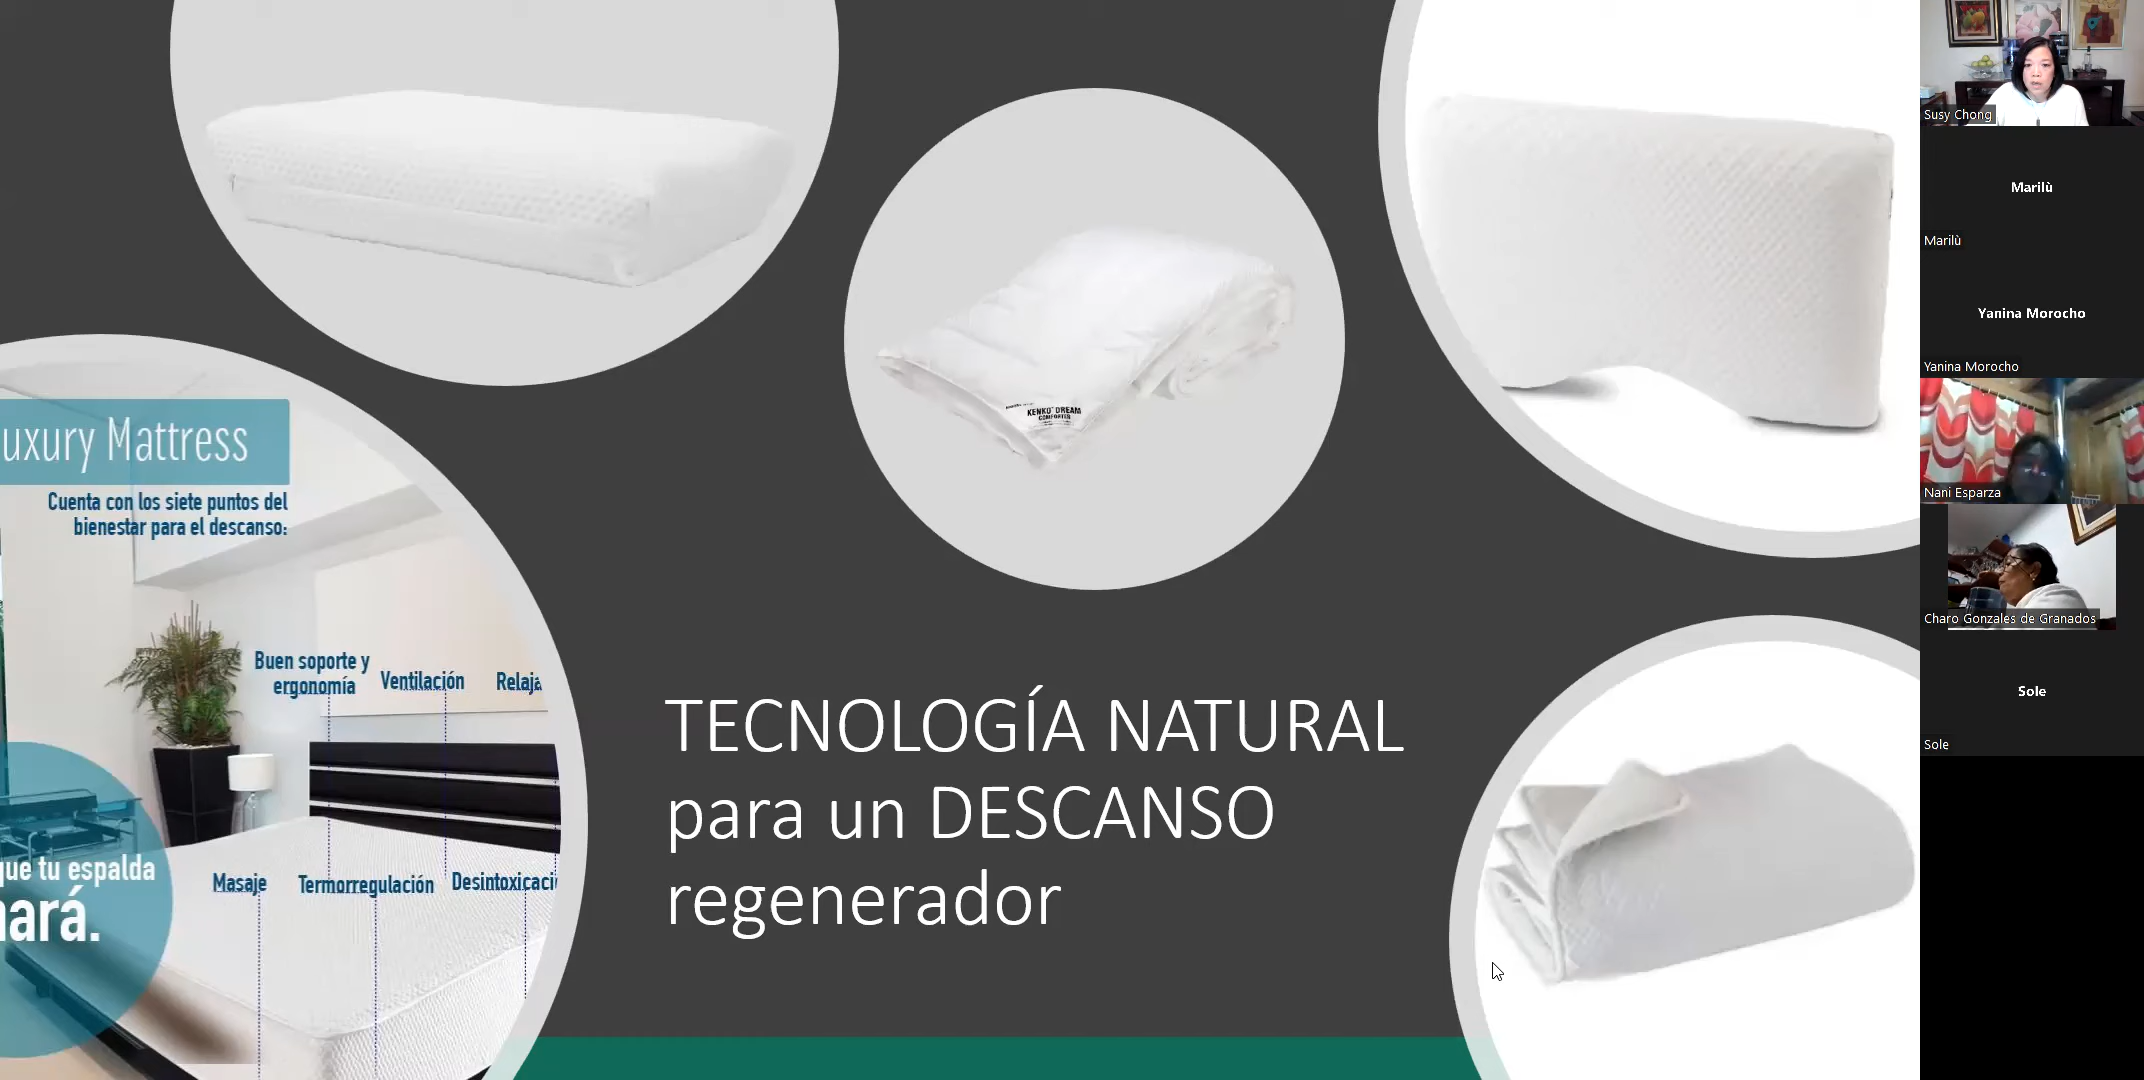 uxury Mattress
Cuenta con los siete puntos del
bienestar para el descanso:
Buen soporte y
ergonomía
Ventilación
Relaja
Masaje
Termorregulación
Desintoxicaci
que tu espalda
ará.
KENKO DREAM
COMFORTER
TECNOLOGÍA NATURAL
para un DESCANSO
regenerador
Susy Chong
Marilù
Marilù
Yanina Morocho
Yanina Morocho
Nani Esparza
Charo Gonzales de Granados
Sole
Sole